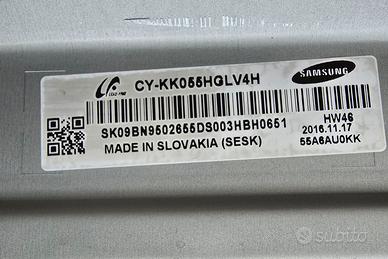 CY-KK055HGLV4H
SAMSUNG
SK09BN9502655DS003HBH0651
MADE IN SLOVAKIA (SESK)
HW46
2016.11.17
55A6AU0KK
subito